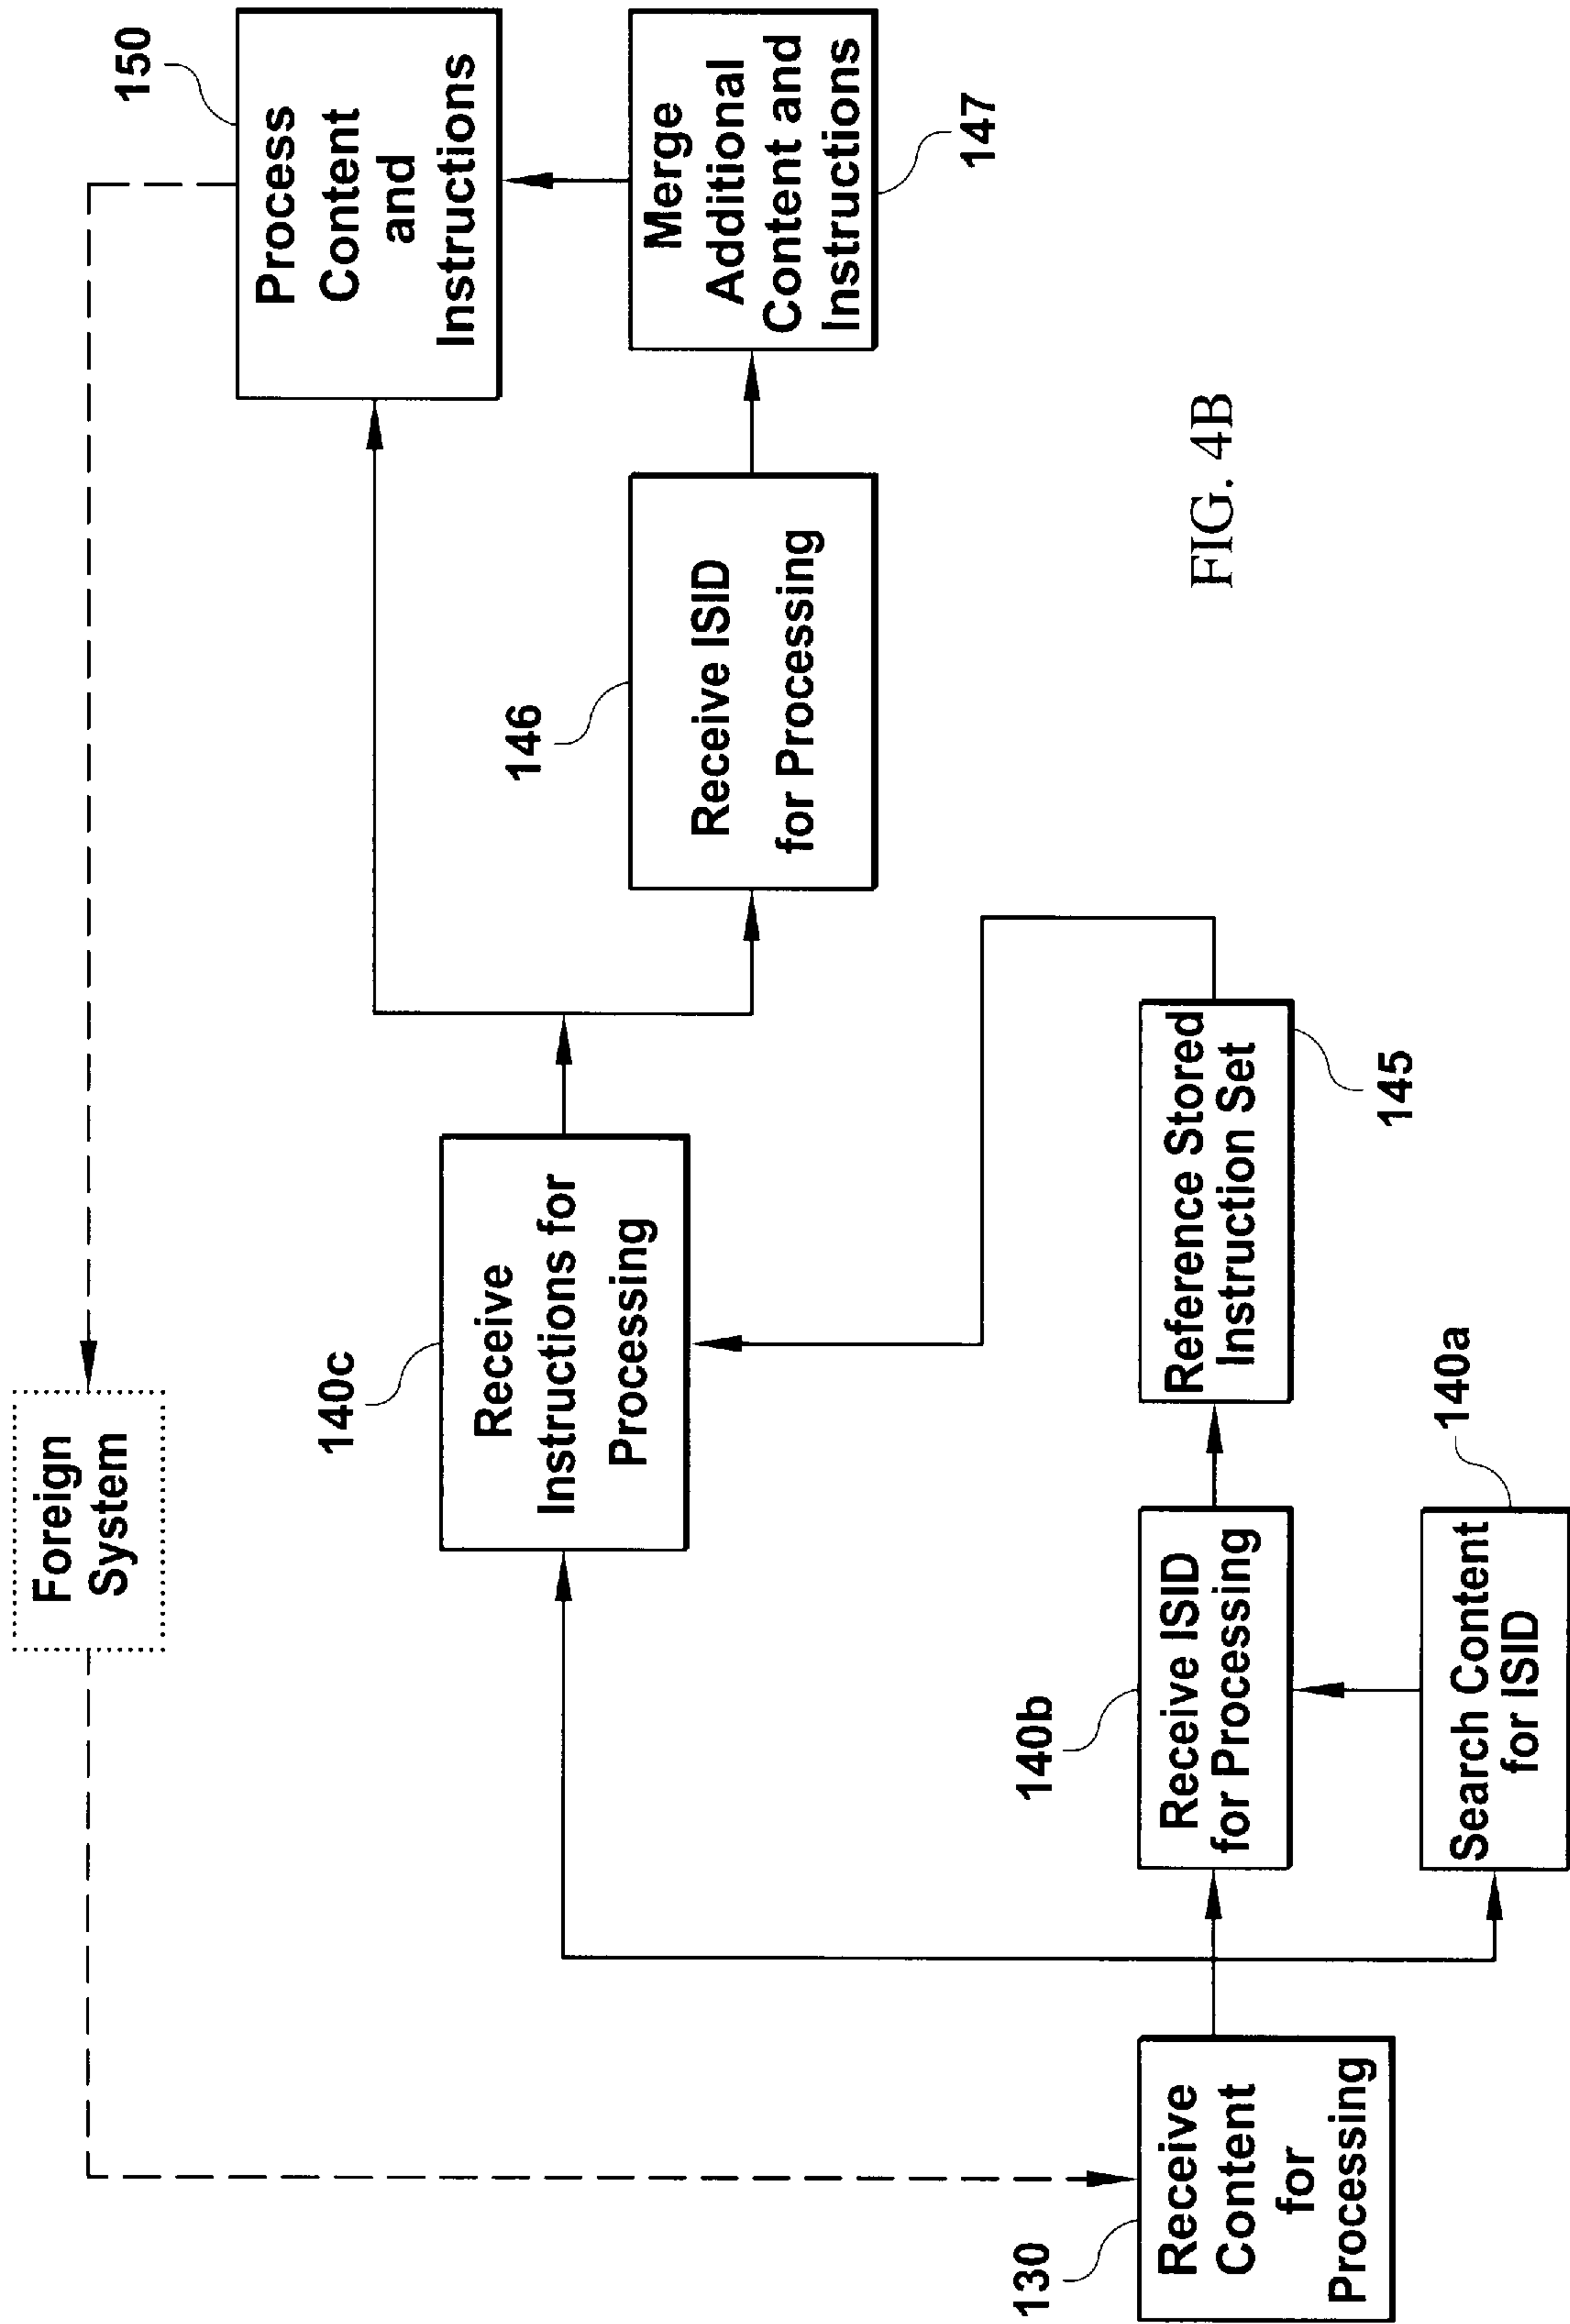 Foreign
System
150
Process
Content
and
Instructions
140c
Receive
Instructions for
Processing
146
Receive ISID
for Processing
Merge
Additional
Content and
Instructions
147
130
Receive
Content
for
Processing
140b
Receive ISID
for Processing
Reference Stored
Instruction Set
145
Search Content
for ISID
140a
FIG. 4B